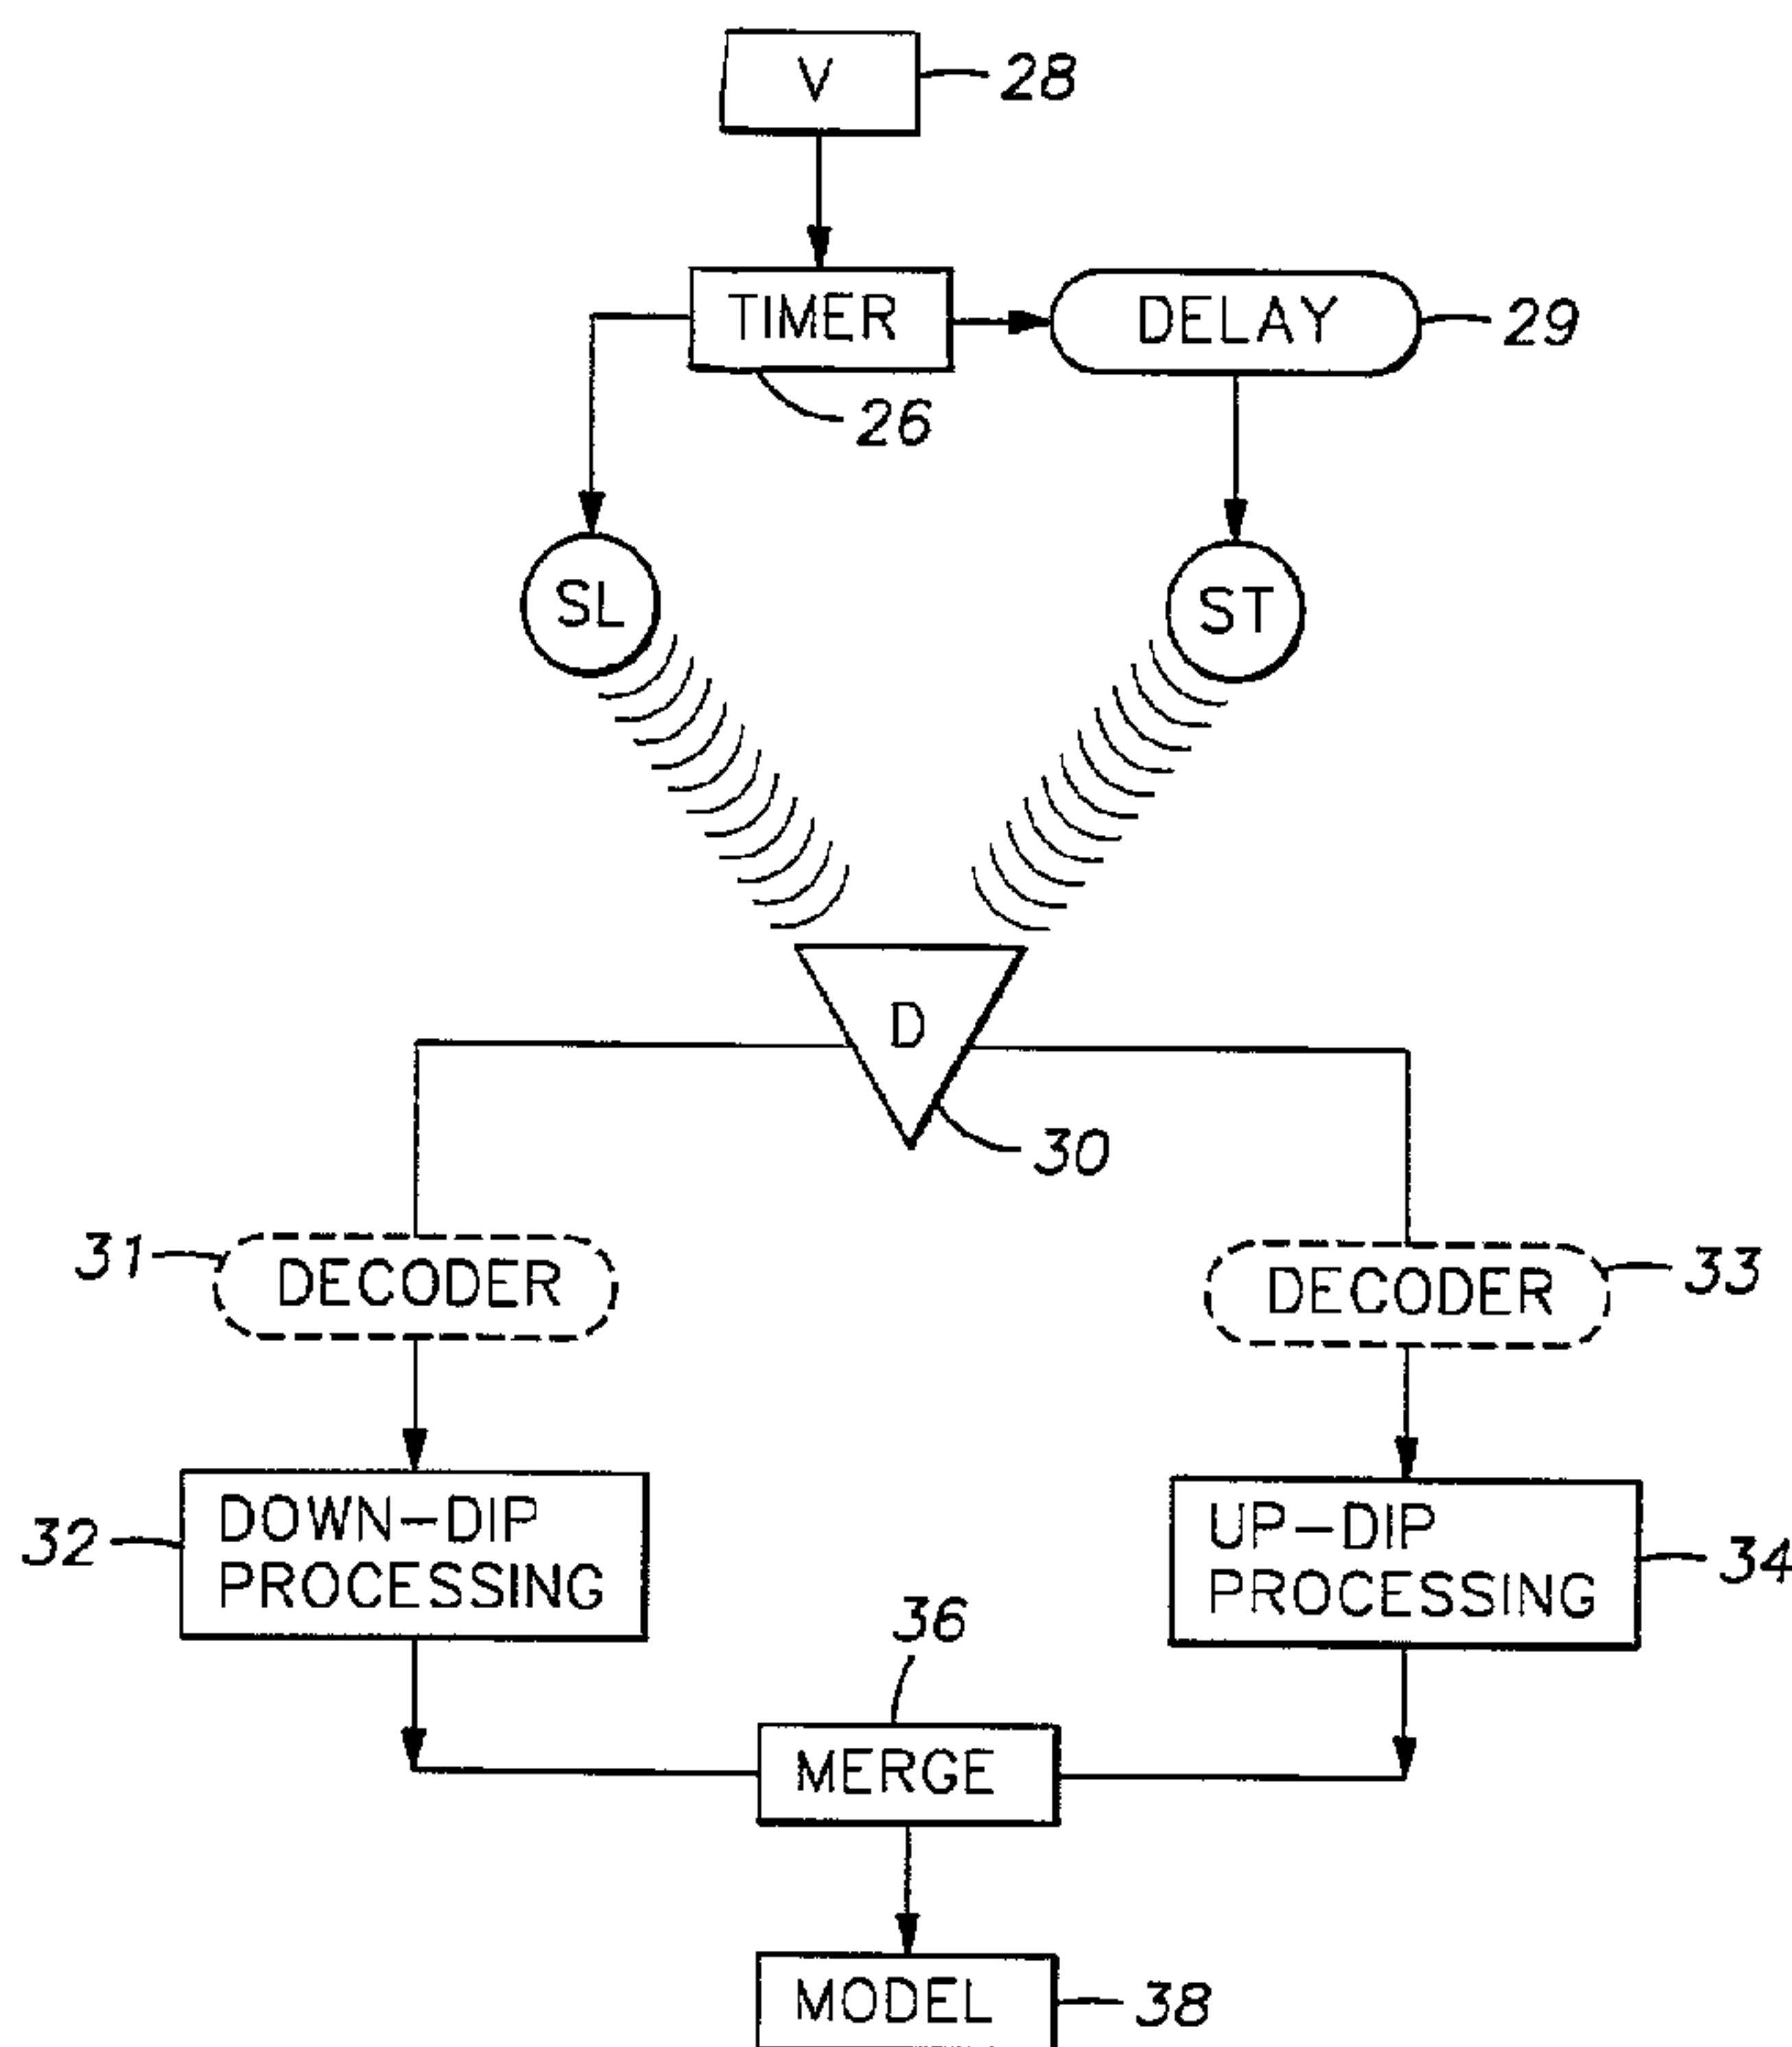 V
28
TIMER
DELAY
29
26
SL
ST
D
30
31
DECODER
DECODER
33
32
DOWN-DIP
PROCESSING
UP-DIP
PROCESSING
34
36
MERGE
MODEL
38